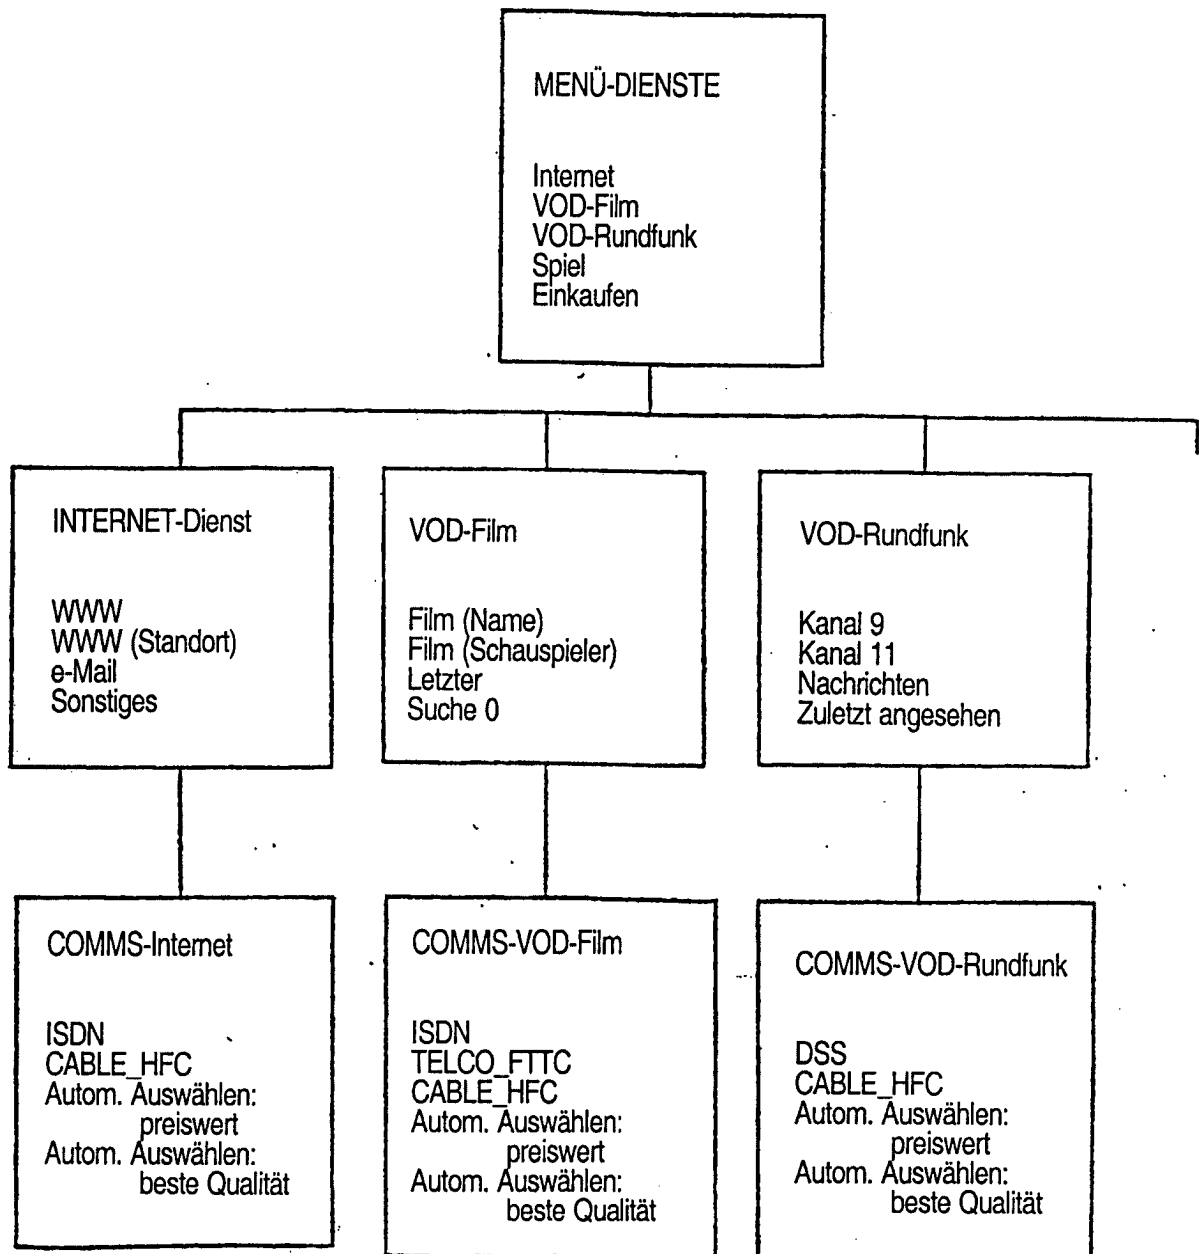 MENÜ-DIENSTE
Internet
VOD-Film
VOD-Rundfunk
Spiel
Einkaufen
INTERNET-Dienst
WWW
WWW (Standort)
e-Mail
Sonstiges
VOD-Film
Film (Name)
Film (Schauspieler)
Letzter
Suche 0
VOD-Rundfunk
Kanal 9
Kanal 11
Nachrichten
Zuletzt angesehen
COMMS-Internet
ISDN
CABLE_HFC
Autom. Auswählen:
preiswert
Autom. Auswählen:
beste Qualität
COMMS-VOD-Film
ISDN
TELCO_FTTC
CABLE_HFC
Autom. Auswählen:
preiswert
Autom. Auswählen:
beste Qualität
COMMS-VOD-Rundfunk
DSS
CABLE_HFC
Autom. Auswählen:
preiswert
Autom. Auswählen:
beste Qualität